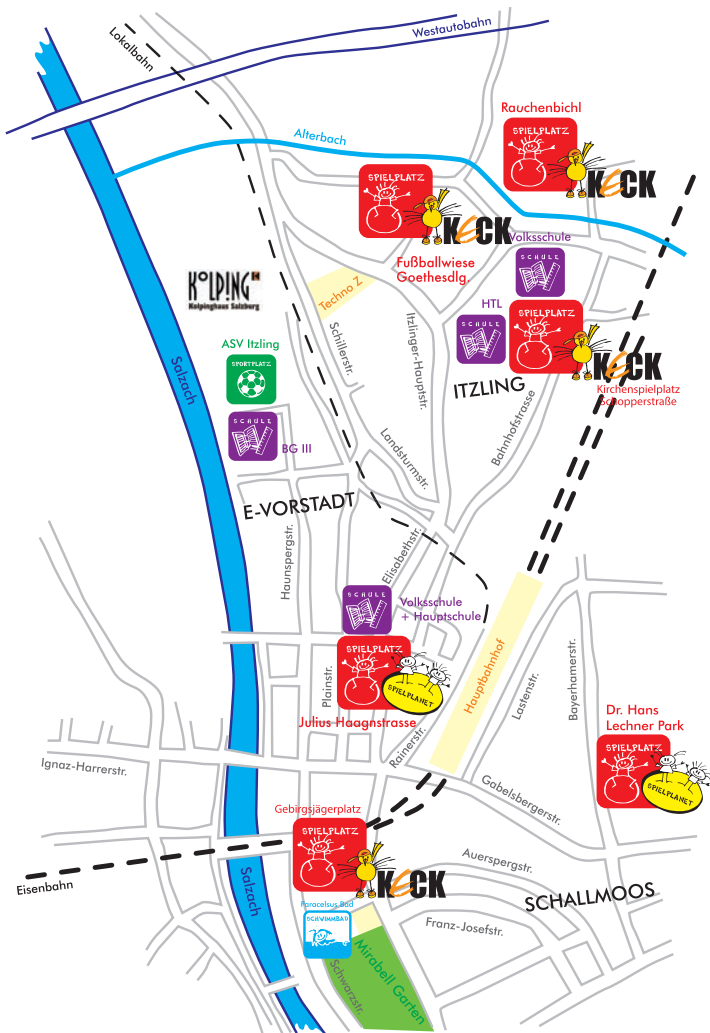 Westautobahn
Lokalbahn
Rauchenbichl
SPIELPLATZ
KECK
Alterbach
SPIELPLATZ
KECK
Volksschule
SCHULE
Fußballwiese
Goethesdlg.
KOLPING
Kolpinghaus Salzburg
Techno Z
HTL
SCHULE
SPIELPLATZ
KECK
Kirchenspielplatz
Schopperstraße
ITZLING
Schillerstr.
Itzlinger-Hauptstr.
Bahnhofstrasse
ASV Itzling
SPORTPLATZ
Salzach
SCHULE
BG III
Landsturmstr.
E-VORSTADT
Haunspergstr.
Elisabethstr.
SCHULE
Volksschule
+ Hauptschule
SPIELPLATZ
SPIELPLANET
Julius Haagnstrasse
Plainstr.
Hauptbahnhof
Rainerstr.
Lastenstr.
Bayerhamerstr.
Dr. Hans
Lechner Park
SPIELPLATZ
SPIELPLANET
Ignaz-Harrerstr.
Gabelsbergerstr.
Gebirgsjägerplatz
SPIELPLATZ
KECK
Auerspergstr.
Eisenbahn
Salzach
SCHALLMOOS
Paracelsus Bad
SCHWIMMBAD
Franz-Josefstr.
Mirabell Garten
Schwarzstr.